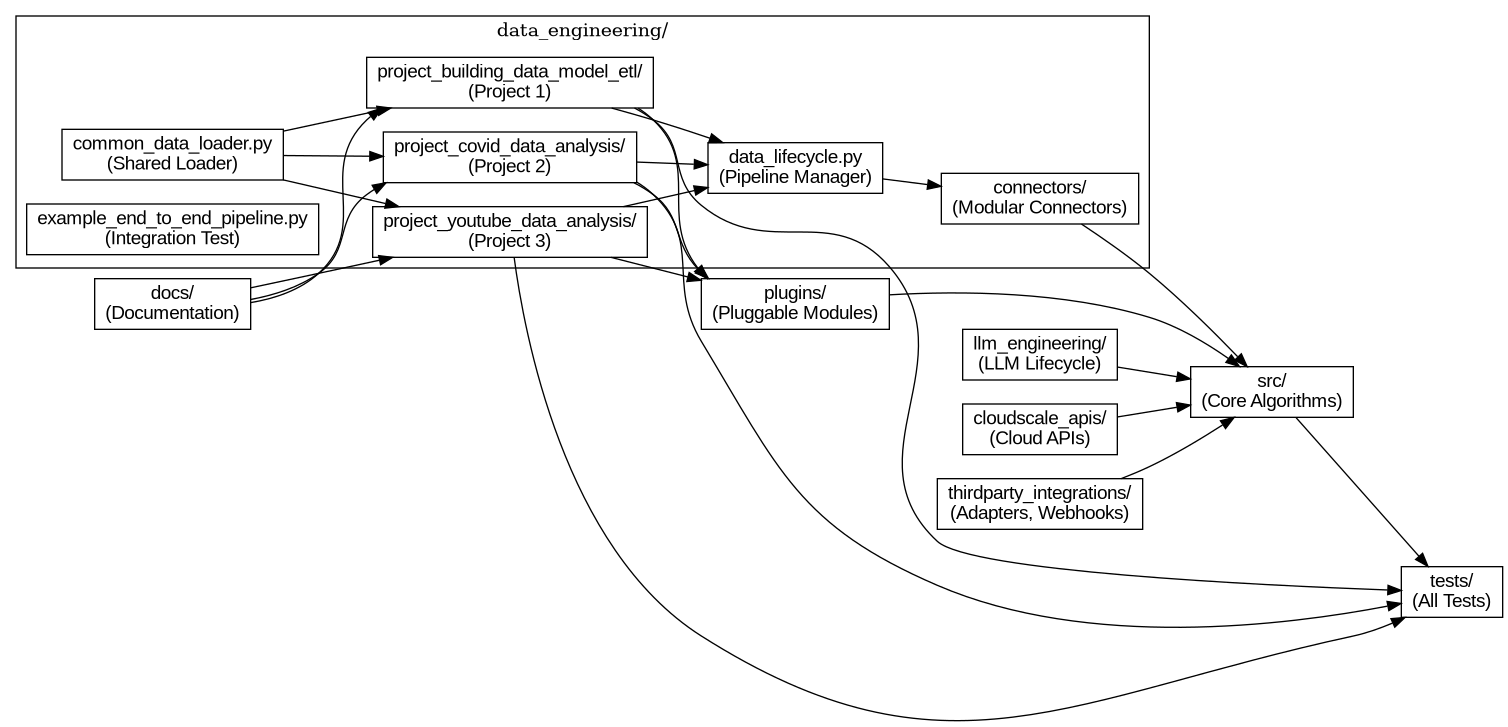 data_engineering/
project_building_data_model_etl/
(Project 1)
common_data_loader.py
(Shared Loader)
project_covid_data_analysis/
(Project 2)
data_lifecycle.py
(Pipeline Manager)
connectors/
(Modular Connectors)
example_end_to_end_pipeline.py
(Integration Test)
project_youtube_data_analysis/
(Project 3)
docs/
(Documentation)
plugins/
(Pluggable Modules)
llm_engineering/
(LLM Lifecycle)
src/
(Core Algorithms)
cloudscale_apis/
(Cloud APIs)
thirdparty_integrations/
(Adapters, Webhooks)
tests/
(All Tests)